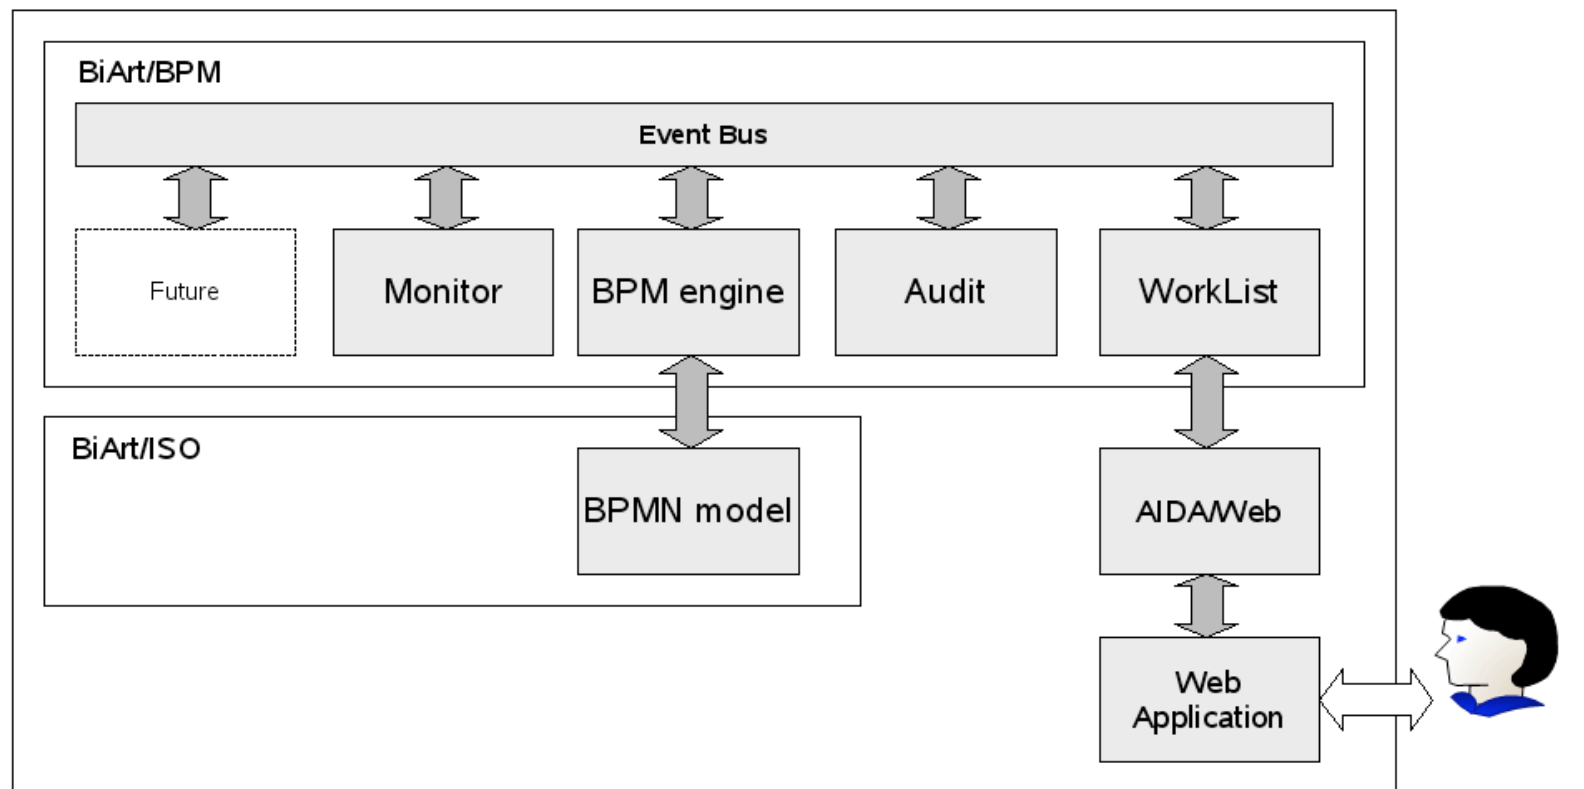 BiArt/BPM
Event Bus
Future
Monitor
BPM engine
Audit
WorkList
BiArt/ISO
BPMN model
AIDA/Web
Web
Application